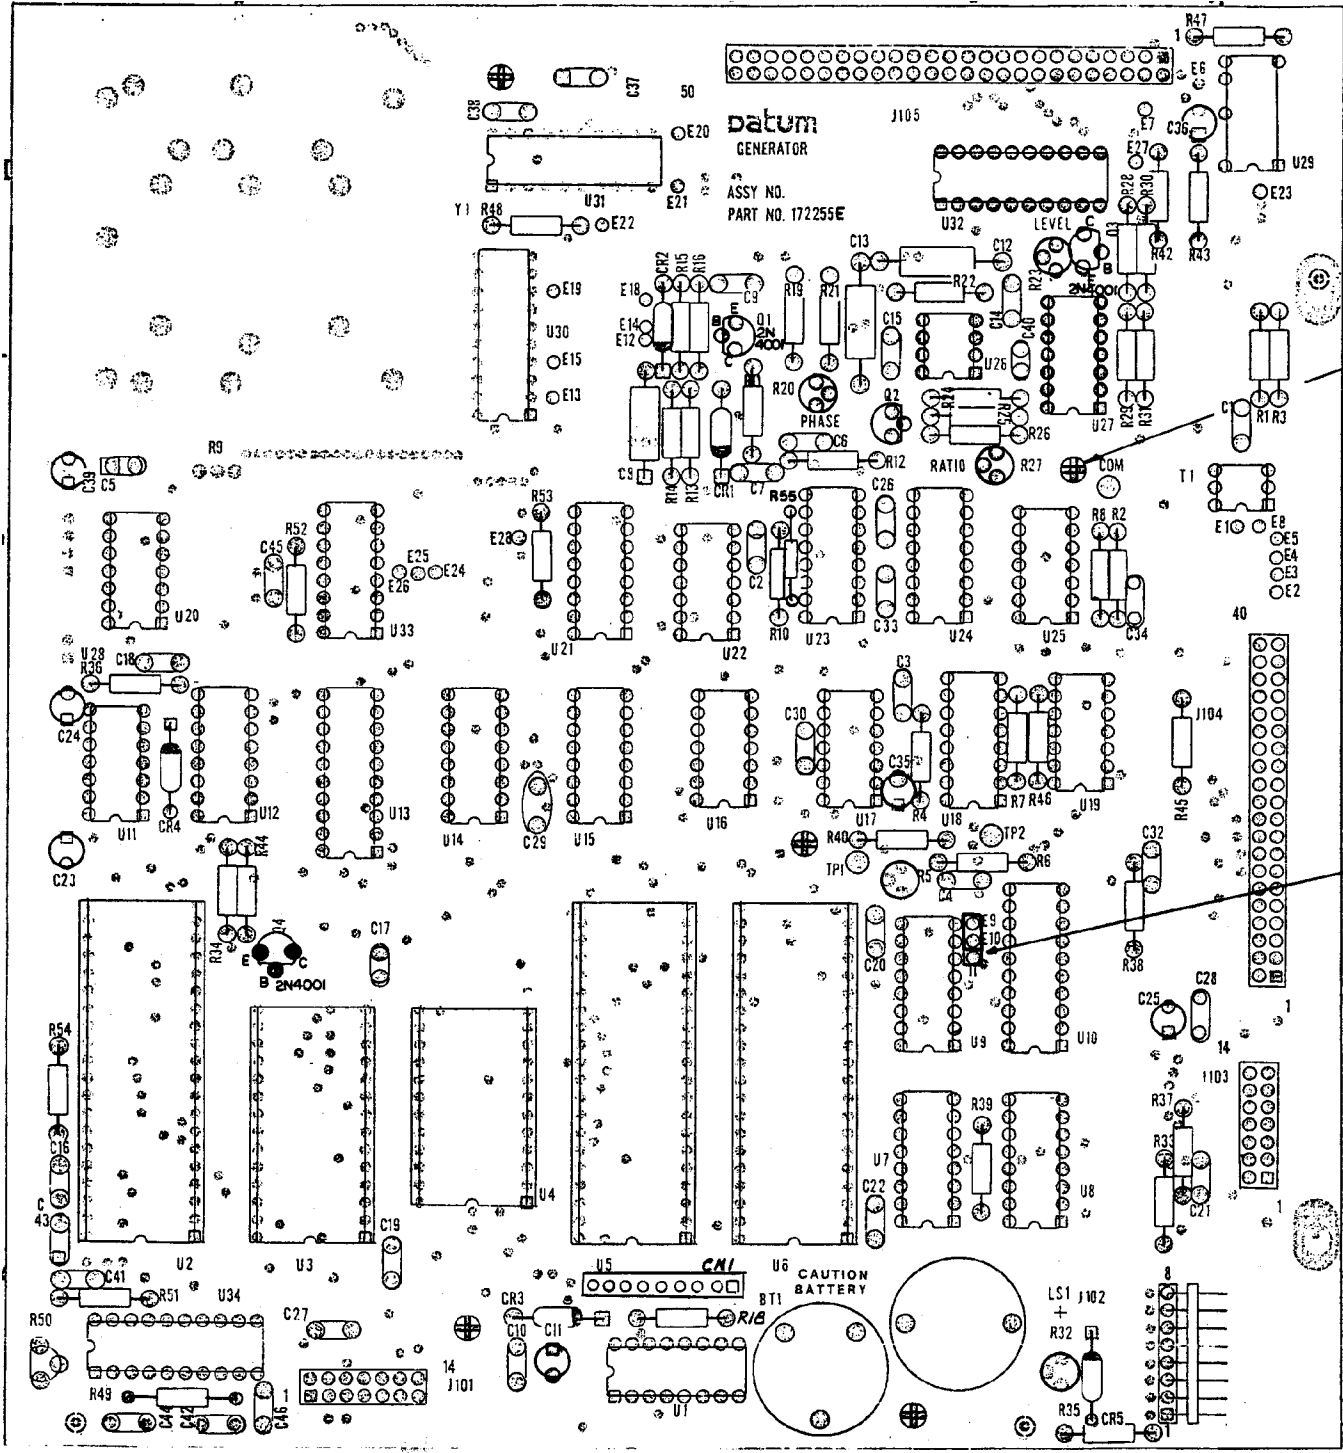 R47
1
E6
C37
C38
50
J105
E7
C36
E20
Datum
GENERATOR
E27
U29
R28
R30
E23
U31
E21
ASSY NO.
PART NO. 172255E
Y1
R48
E22
U32
LEVEL
C
Q3
R42
R43
C13
C12
R23
E
B
2N4001
CR2
R15
R16
C9
R19
R21
R22
E18
E19
C14
E14
E12
U30
B
E
Q1
2N
4001
C
C15
C40
U26
E15
R20
E13
PHASE
Q2
R24
R25
U27
R29
R31
R1
R3
C1
R26
C6
R9
C39
C5
C8
R14
R13
CR1
C7
R12
RATIO
R27
COM
T1
R53
R55
C26
R52
E1
E8
R8
R2
E28
E5
C45
E25
E24
E26
E4
E3
C2
E2
U20
U33
U21
U22
R10
U23
C33
U24
U25
C34
40
U28
R36
C18
C3
C24
C30
J104
C35
CR4
U11
U12
U13
U14
C29
U15
U16
U17
R4
U18
R7
R46
U19
R45
R44
C23
R40
TP2
C32
TP1
R5
R6
C4
R34
Q4
E
C
B
2N4001
C17
E9
E10
11
C20
R38
C25
C28
1
R54
U9
U10
14
J103
R37
R39
C16
R33
U7
U8
U4
C22
C
43
C21
1
C19
U2
U3
U5
CN1
U6
CAUTION
BATTERY
8
C41
R51
U34
CR3
BT1
LS1
+
J102
R50
C27
C10
C11
R18
R32
14
J101
R49
1
C44
C42
C46
U1
R35
CR5
1